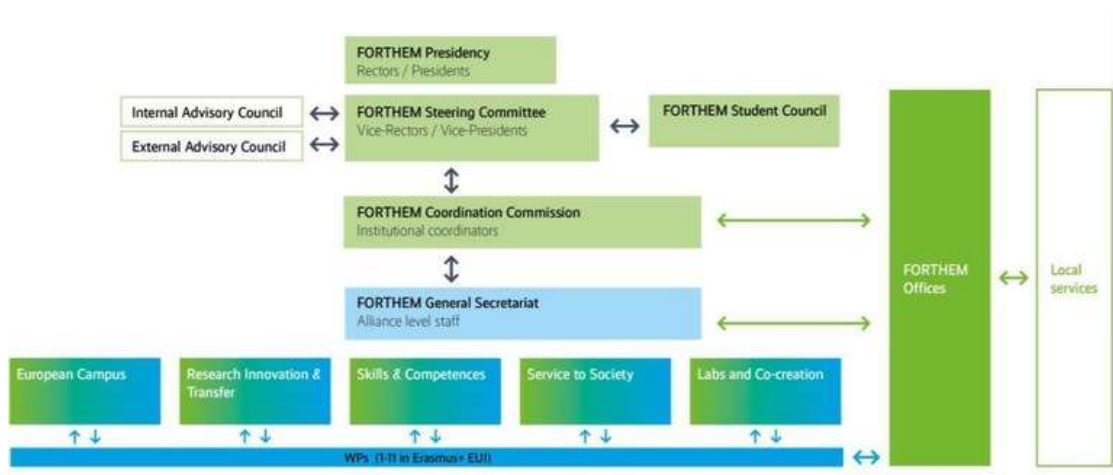 FORTHEM Presidency
Rectors / Presidents
Internal Advisory Council
External Advisory Council
FORTHEM Steering Committee
Vice-Rectors / Vice-Presidents
FORTHEM Student Council
FORTHEM Coordination Commission
Institutional coordinators
FORTHEM General Secretariat
Alliance level staff
FORTHEM
Offices
Local
services
European Campus
Research Innovation &
Transfer
Skills & Competences
Service to Society
Labs and Co-creation
WPs (1-11 in Erasmus+ EUI)